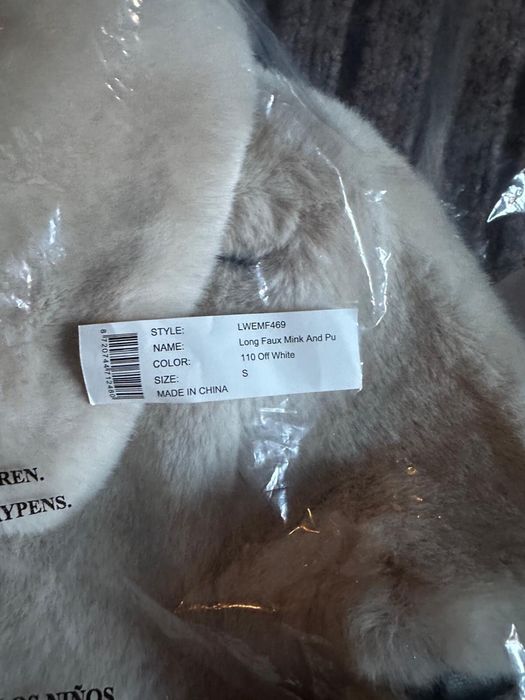 STYLE: LWEMF469
NAME: Long Faux Mink And Pu
COLOR: 110 Off White
SIZE: S
MADE IN CHINA
REN.
YPENS.
OS NIÑOS